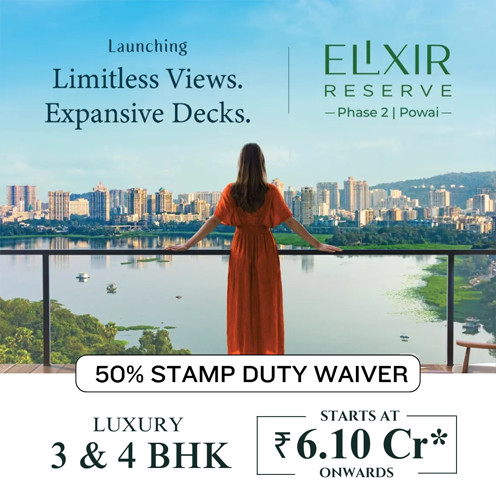 Launching
Limitless Views.
Expansive Decks.
ELIXIR
RESERVE
Phase 2 | Powai
50% STAMP DUTY WAIVER
LUXURY
3 & 4 BHK
STARTS AT
₹ 6.10 Cr*
ONWARDS